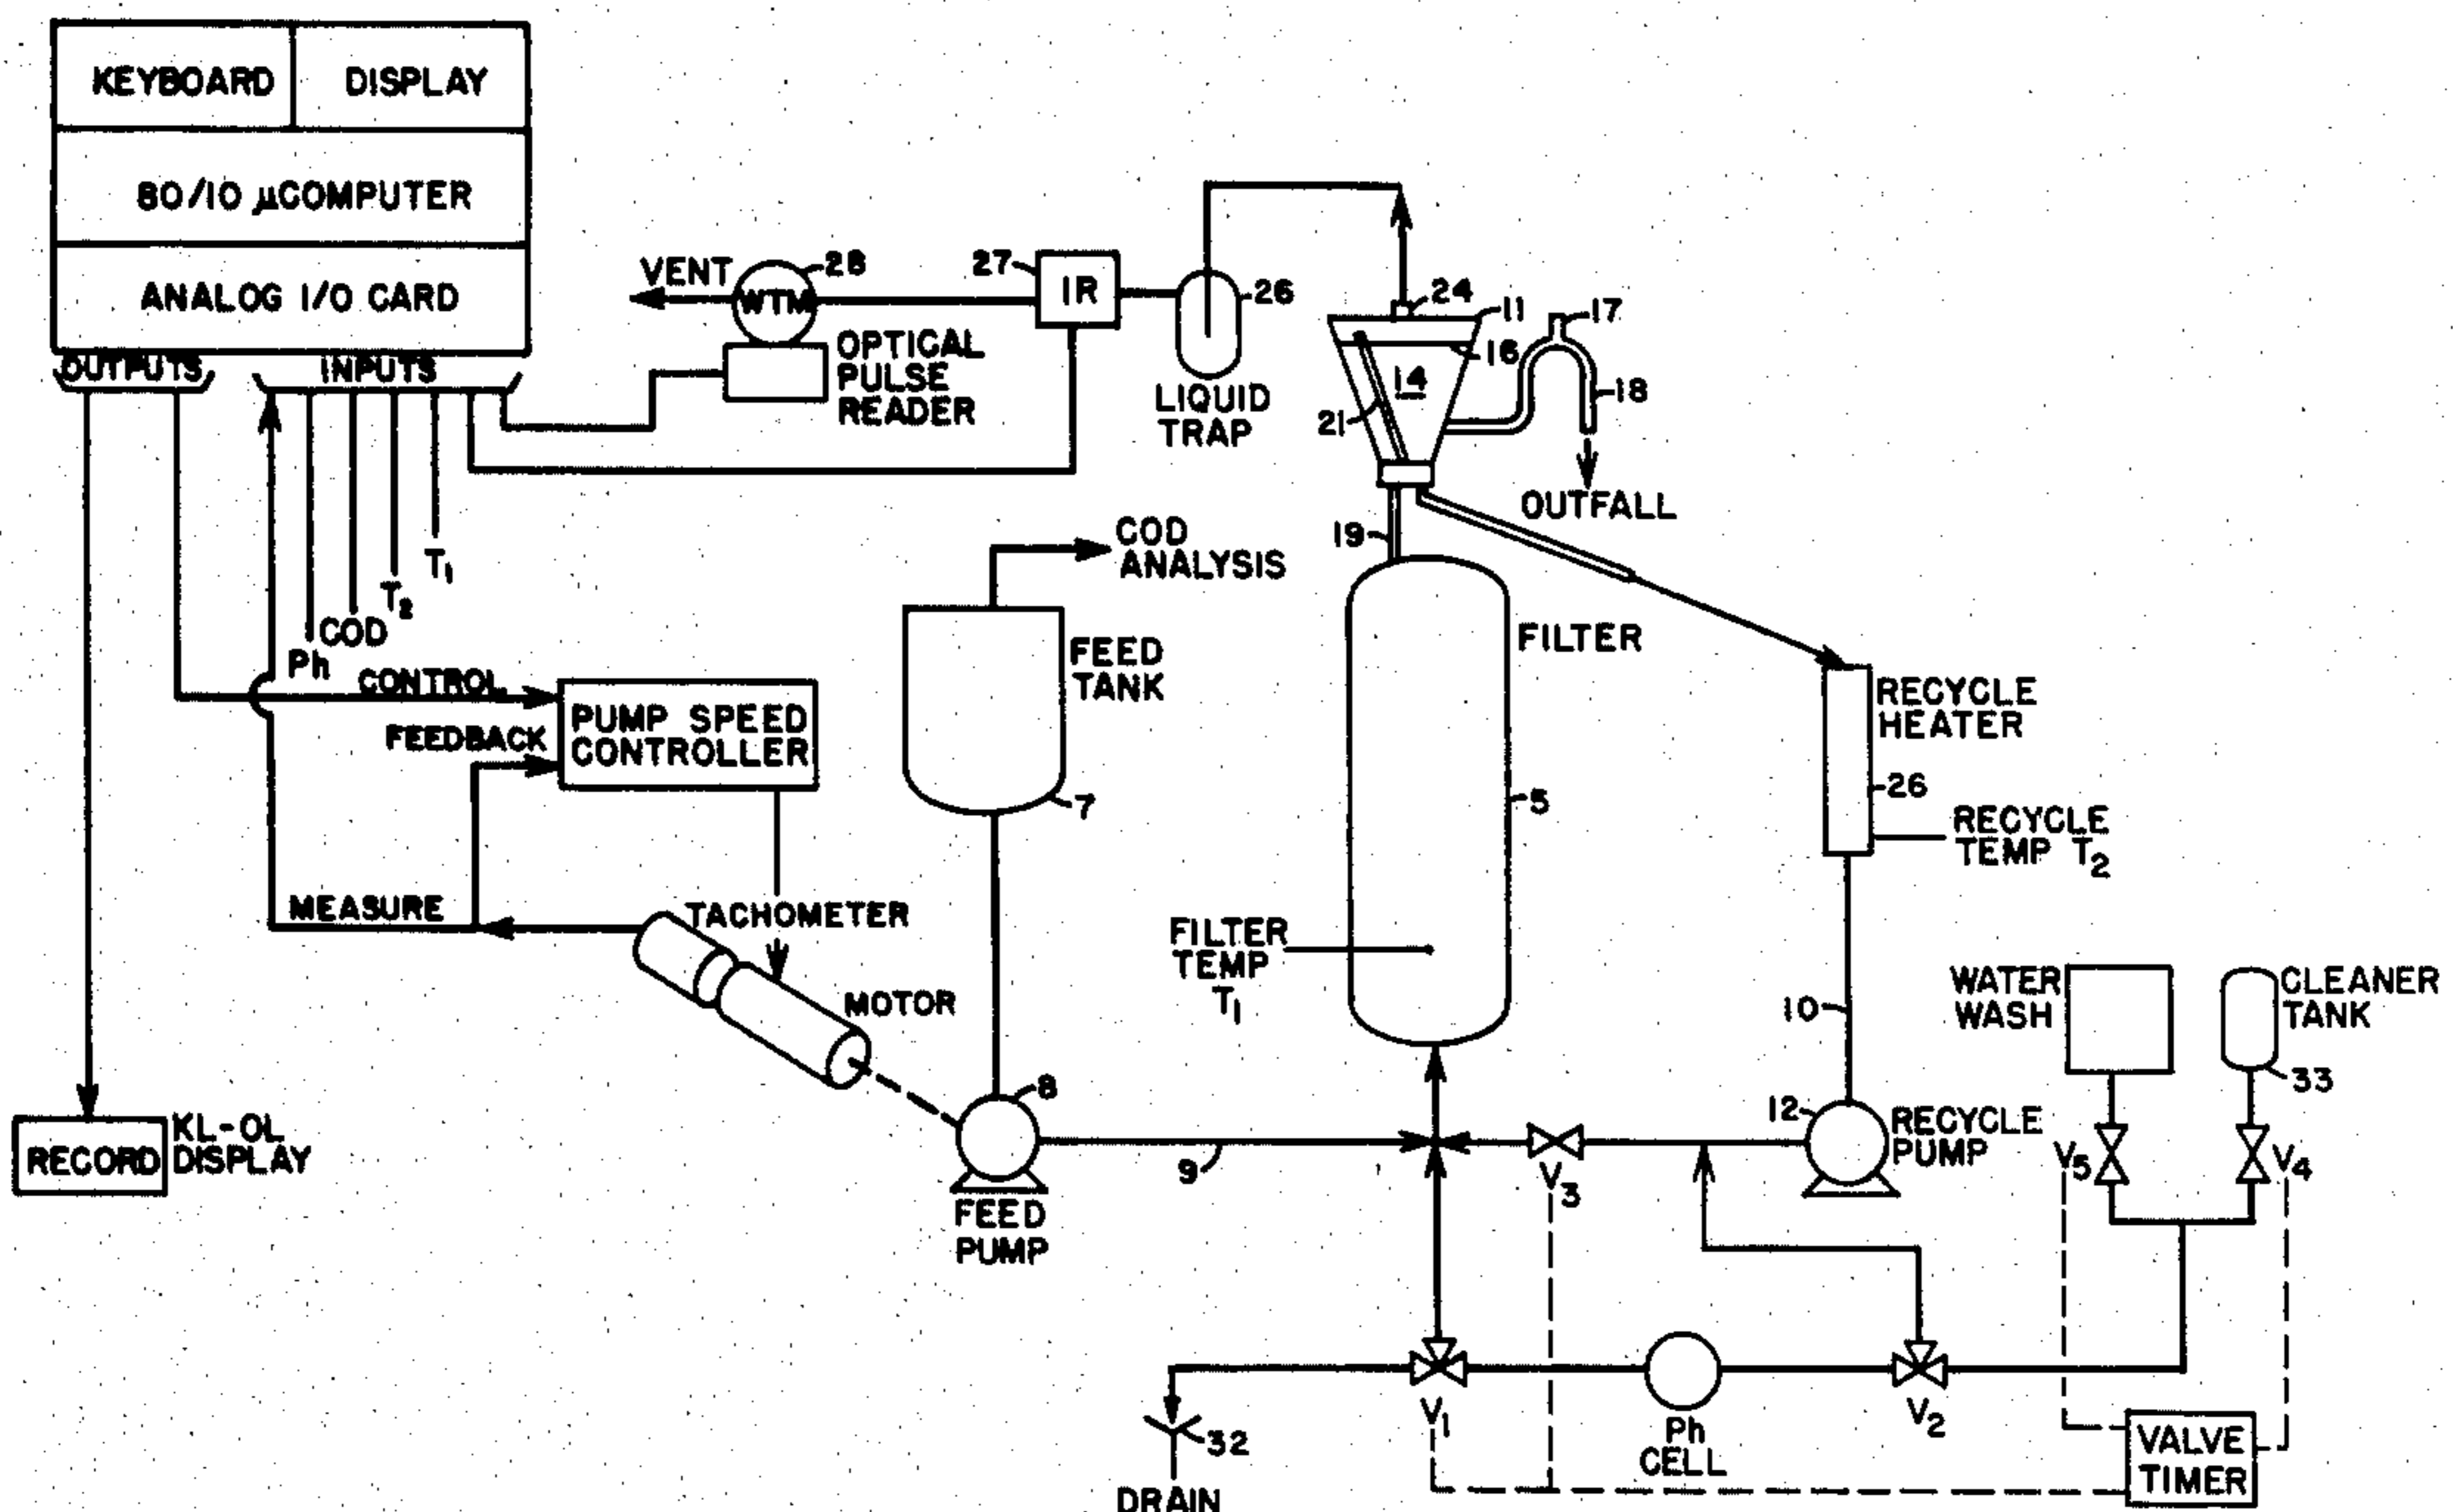 KEYBOARD
DISPLAY
80/10 µCOMPUTER
ANALOG I/O CARD
OUTPUTS
INPUTS
T1
T2
COD
Ph
VENT
WTM
28
OPTICAL
PULSE
READER
27
IR
26
LIQUID
TRAP
24
11
17
16
14
18
21
OUTFALL
19
COD
ANALYSIS
FEED
TANK
7
FILTER
5
RECYCLE
HEATER
26
RECYCLE
TEMP T2
CONTROL
FEEDBACK
PUMP SPEED
CONTROLLER
MEASURE
TACHOMETER
MOTOR
FILTER
TEMP
T1
10
WATER
WASH
CLEANER
TANK
33
RECORD
KL-OL
DISPLAY
8
9
FEED
PUMP
V3
12
RECYCLE
PUMP
V5
V4
32
DRAIN
V1
Ph
CELL
V2
VALVE
TIMER